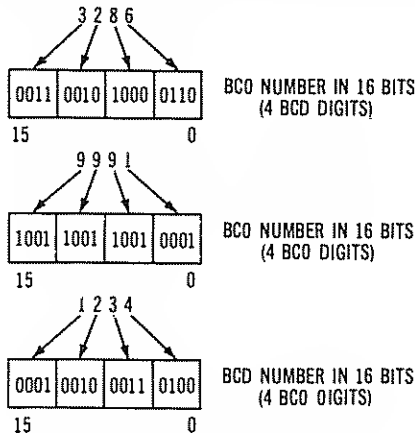 3 2 8 6
0011 0010 1000 0110
BCO NUMBER IN 16 BITS
(4 BCD DIGITS)
15 0
9 9 9 1
1001 1001 1001 0001
BCO NUMBER IN 16 BITS
(4 BCO DIGITS)
15 0
1 2 3 4
0001 0010 0011 0100
BCD NUMBER IN 16 BITS
(4 BCO OIGITS)
15 0